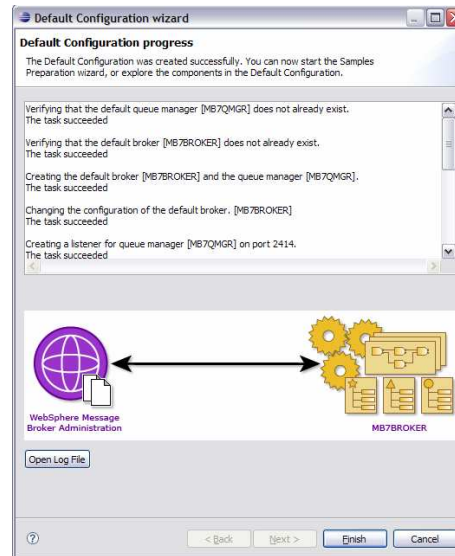 Default Configuration wizard
Default Configuration progress
The Default Configuration was created successfully. You can now start the Samples
Preparation wizard, or explore the components in the Default Configuration.
Verifying that the default queue manager [MB7QMGR] does not already exist.
The task succeeded
Verifying that the default broker [MB7BROKER] does not already exist.
The task succeeded
Creating the default broker [MB7BROKER] and the queue manager [MB7QMGR].
The task succeeded
Changing the configuration of the default broker. [MB7BROKER]
The task succeeded
Creating a listener for queue manager [MB7QMGR] on port 2414.
The task succeeded
WebSphere Message
Broker Administration
MB7BROKER
Open Log File
? < Back Next > Finish Cancel